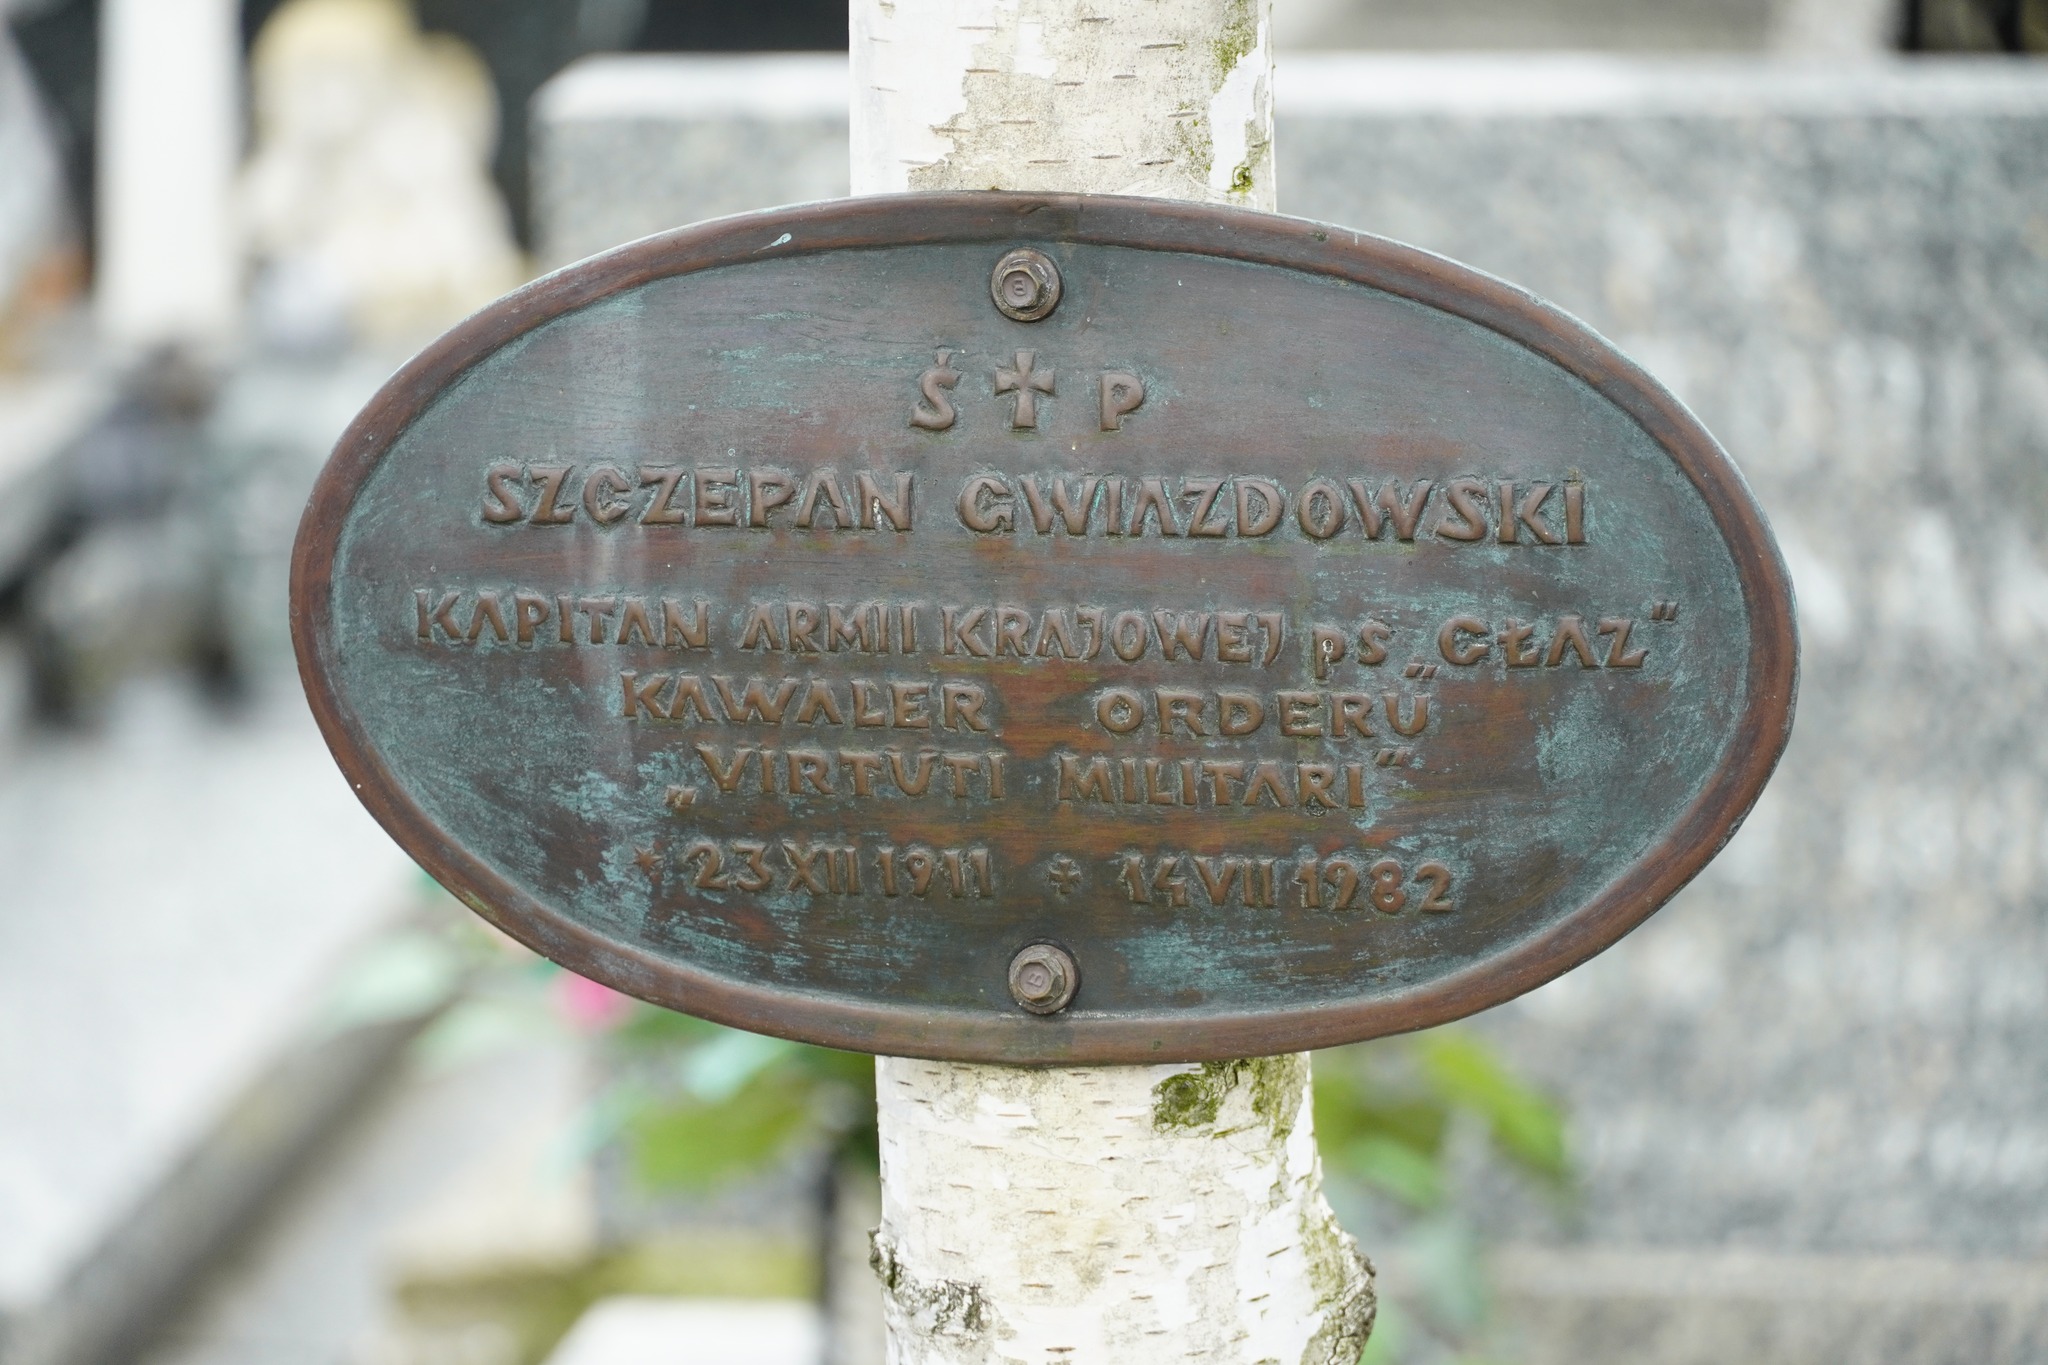 Ś✝P
SZCZEPAN GWIAZDOWSKI
KAPITAN ARMII KRAJOWEJ ps „GŁAZ”
KAWALER ORDERU
„VIRTUTI MILITARI”
* 23 XII 1911 + 14 VII 1982